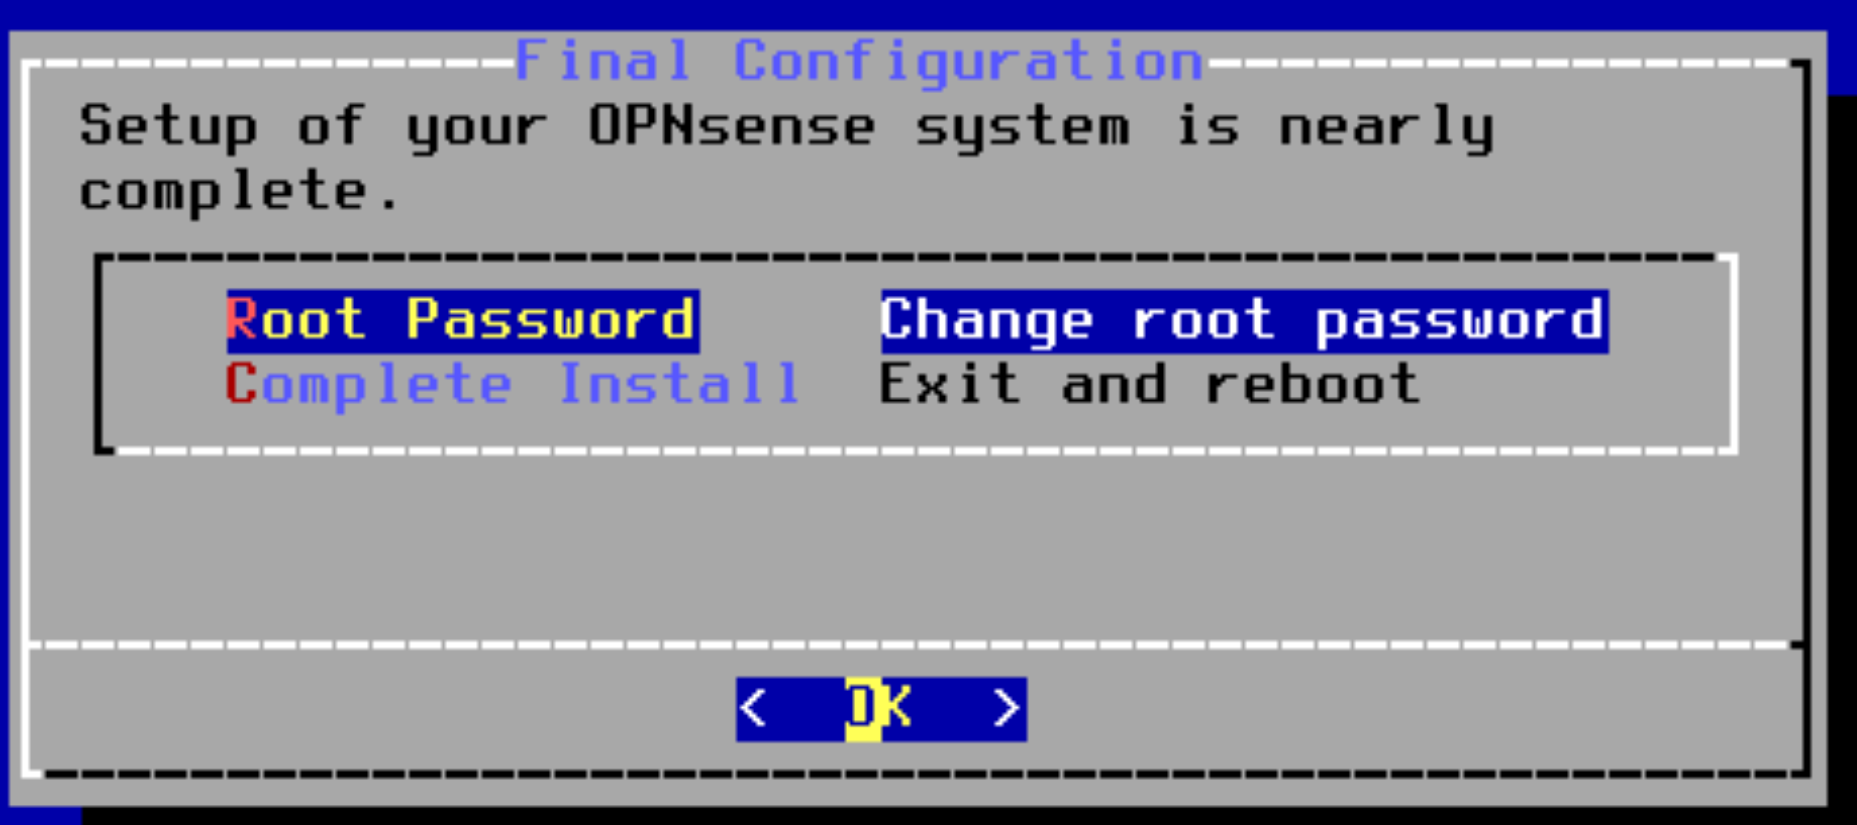 Final Configuration
Setup of your OPNsense system is nearly
complete.
Root Password Change root password
Complete Install Exit and reboot
< OK >